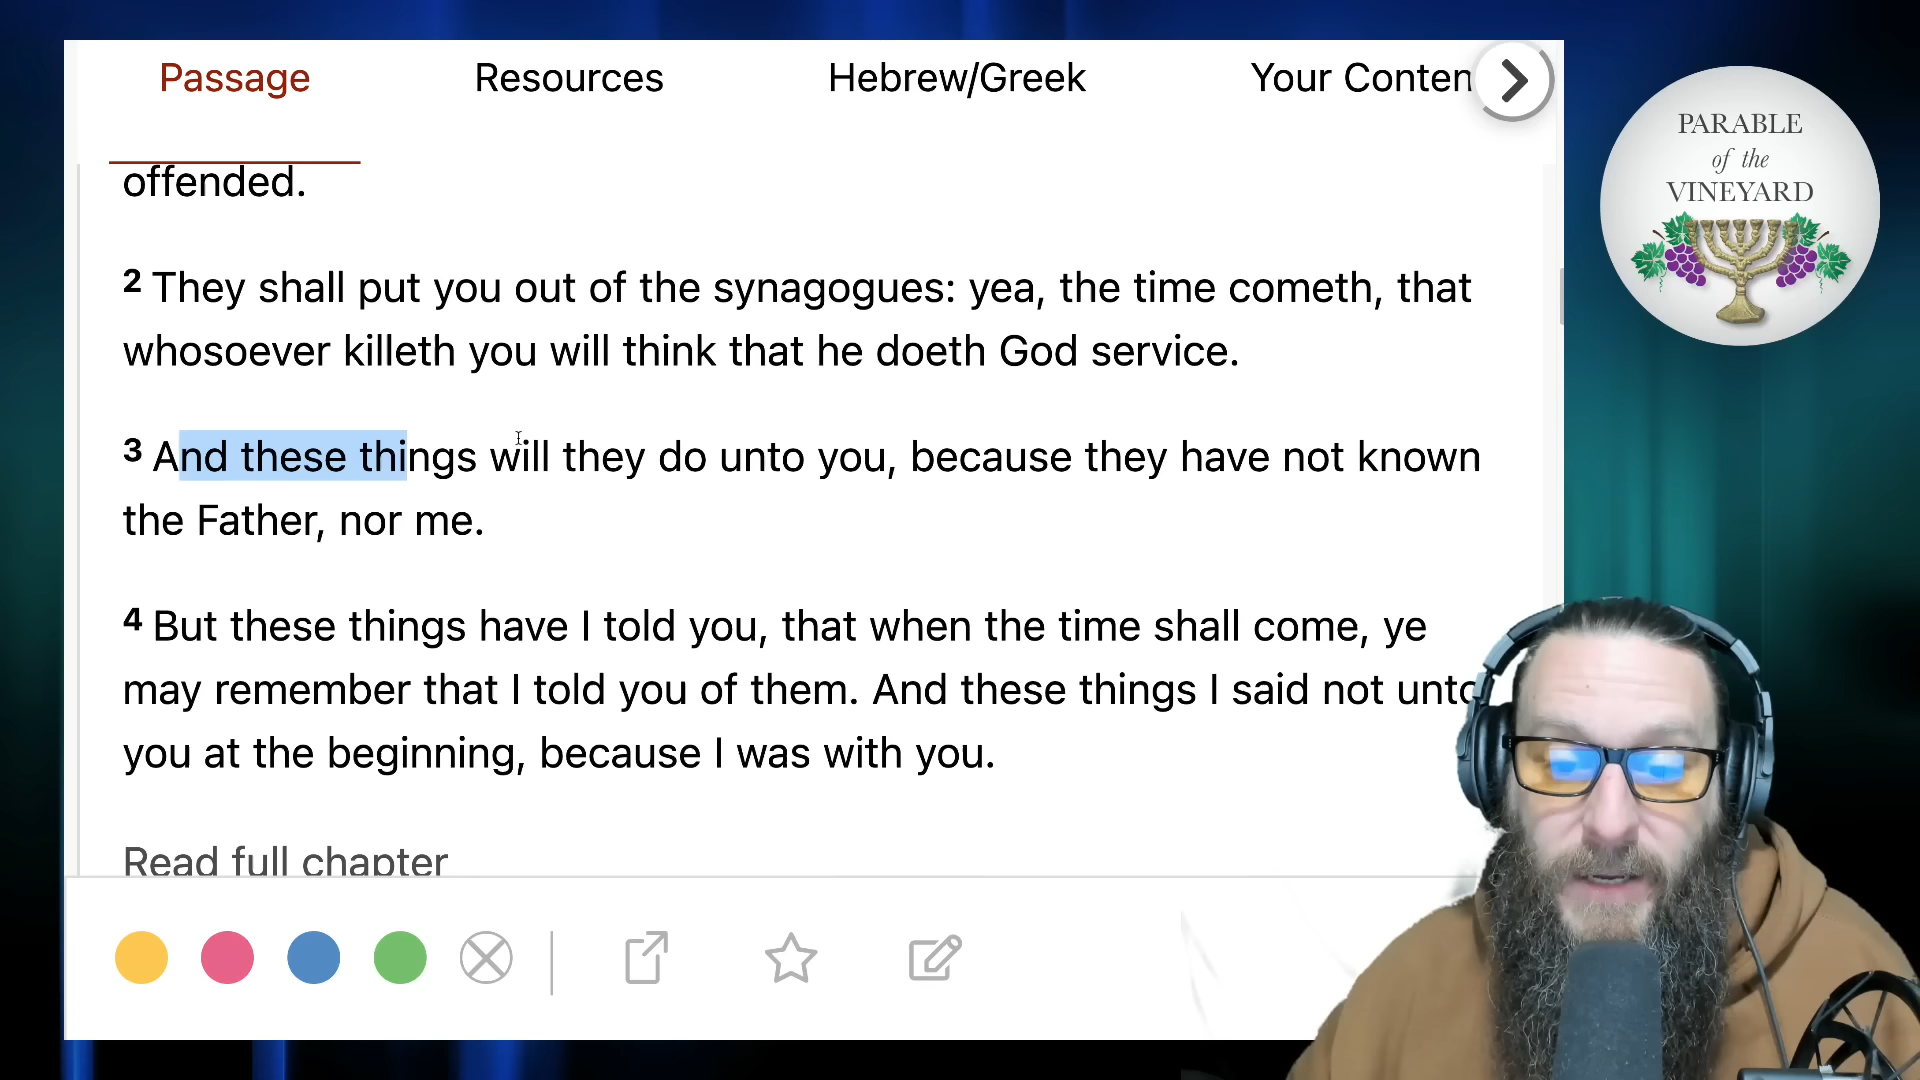 Passage Resources Hebrew/Greek Your Conten
offended.
2 They shall put you out of the synagogues: yea, the time cometh, that
whosoever killeth you will think that he doeth God service.
3 And these things will they do unto you, because they have not known
the Father, nor me.
4 But these things have I told you, that when the time shall come, ye
may remember that I told you of them. And these things I said not unto
you at the beginning, because I was with you.
Read full chapter
PARABLE
of the
VINEYARD